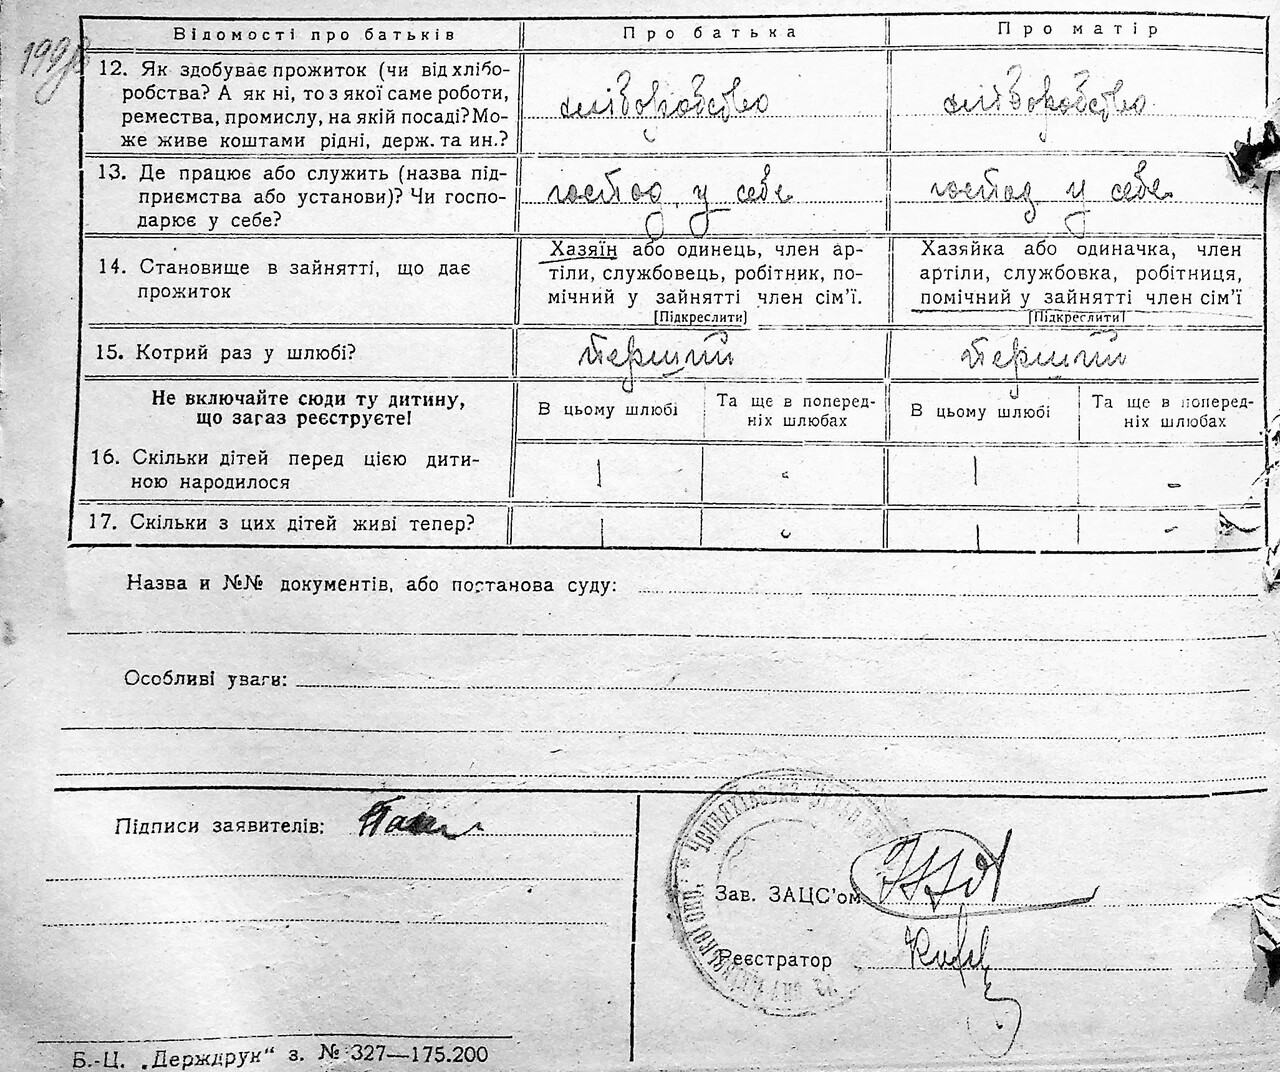 Відомості про батьків Про батька Про матір
12. Як здобуває прожиток (чи від хлібо-
робства? А як ні, то з якої саме роботи,
ремества, промислу, на якій посаді? Мо-
же живе коштами рідні, держ. та ин.?
хліборобство хліборобство
13. Де працює або служить (назва під-
приємства або установи)? Чи госпо-
дарює у себе?
господ у себе господ у себе
14. Становище в зайнятті, що дає
прожиток
Хазяїн або одинець, член ар-
тіли, службовець, робітник, по-
мічний у зайнятті член сім'ї.
[Підкреслити]
Хазяйка або одиначка, член
артіли, службовка, робітниця,
помічний у зайнятті член сім'ї
[Підкреслити]
15. Котрий раз у шлюбі? перший перший
Не включайте сюди ту дитину,
що загаз реєструєте!
В цьому шлюбі
Та ще в поперед-
ніх шлюбах
В цьому шлюбі
Та ще в поперед-
ніх шлюбах
16. Скільки дітей перед цією дити-
ною народилося
1 - 1 -
17. Скільки з цих дітей живі тепер? 1 - 1 -
Назва и №№ документів, або постанова суду:
Особливі уваги:
Підписи заявителів:
Зав. ЗАЦС'ом
Реєстратор
Б.-Ц. „Держдрук" з. № 327—175.200